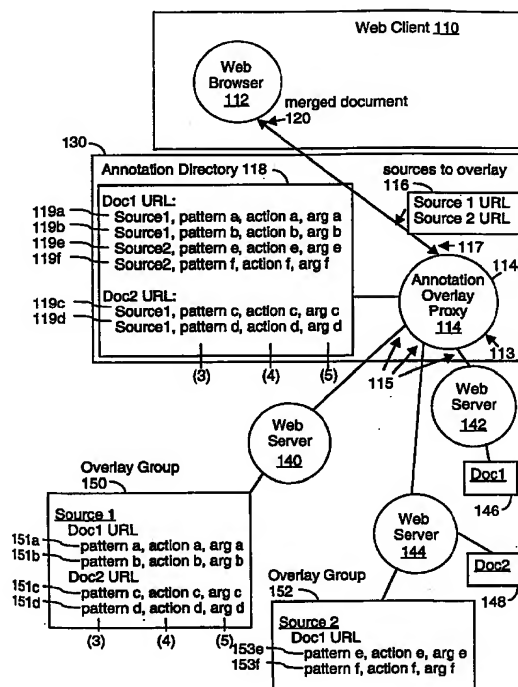 Web Client 110
Web
Browser
112
merged document
120
130
Annotation Directory 118
sources to overlay
116
Source 1 URL
Source 2 URL
Doc1 URL:
119a Source1, pattern a, action a, arg a
119b Source1, pattern b, action b, arg b
119e Source2, pattern e, action e, arg e
119f Source2, pattern f, action f, arg f
117
114
Annotation
Overlay
Proxy
114
Doc2 URL:
119c Source1, pattern c, action c, arg c
119d Source1, pattern d, action d, arg d
113
(3) (4) (5)
115
Web
Server
142
Web
Server
140
Overlay Group
150
Doc1
146
Source 1
Doc1 URL
151a pattern a, action a, arg a
151b pattern b, action b, arg b
Doc2 URL
151c pattern c, action c, arg c
151d pattern d, action d, arg d
(3) (4) (5)
Web
Server
144
Doc2
148
Overlay Group
152
Source 2
Doc1 URL
153e pattern e, action e, arg e
153f pattern f, action f, arg f